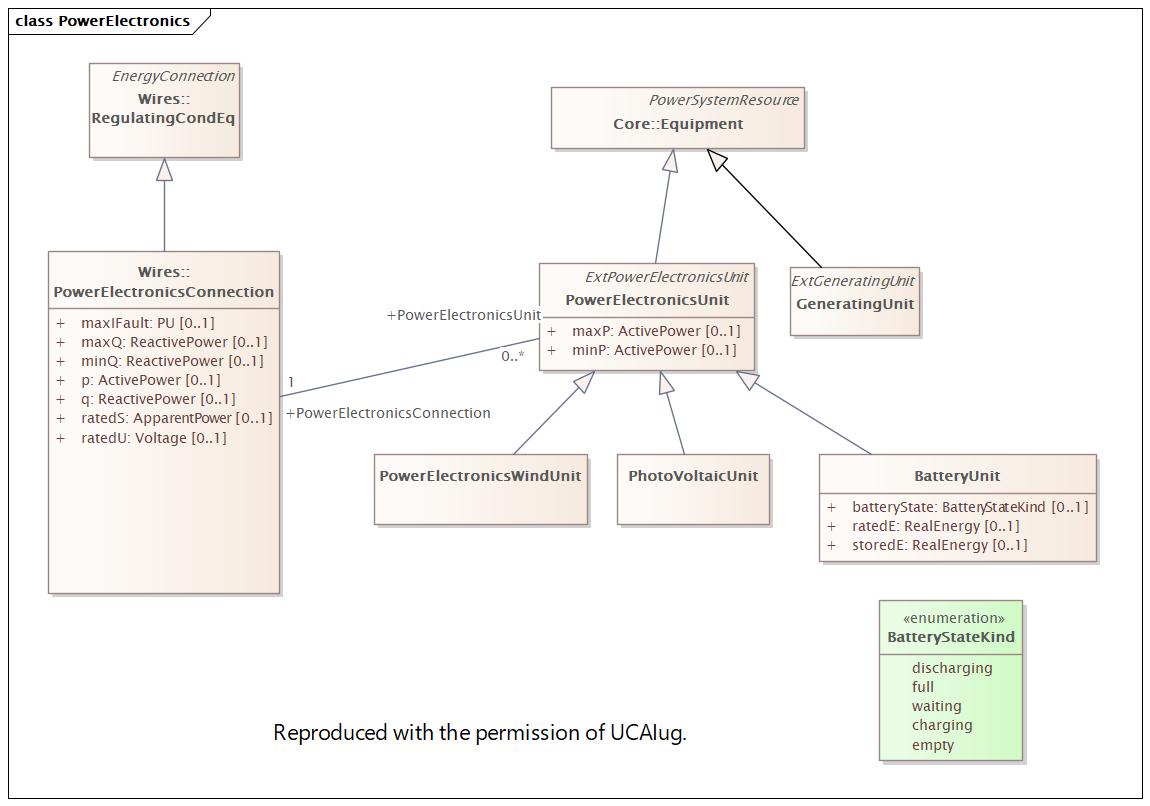 class PowerElectronics
EnergyConnection
Wires::
RegulatingCondEq
PowerSystemResource
Core::Equipment
Wires::
PowerElectronicsConnection
+ maxIFault: PU [0..1]
+ maxQ: ReactivePower [0..1]
+ minQ: ReactivePower [0..1]
+ p: ActivePower [0..1]
+ q: ReactivePower [0..1]
+ ratedS: ApparentPower [0..1]
+ ratedU: Voltage [0..1]
+PowerElectronicsUnit
0..*
1
+PowerElectronicsConnection
ExtPowerElectronicsUnit
PowerElectronicsUnit
+ maxP: ActivePower [0..1]
+ minP: ActivePower [0..1]
ExtGeneratingUnit
GeneratingUnit
PowerElectronicsWindUnit
PhotoVoltaicUnit
BatteryUnit
+ batteryState: BatteryStateKind [0..1]
+ ratedE: RealEnergy [0..1]
+ storedE: RealEnergy [0..1]
«enumeration»
BatteryStateKind
discharging
full
waiting
charging
empty
Reproduced with the permission of UCAIug.